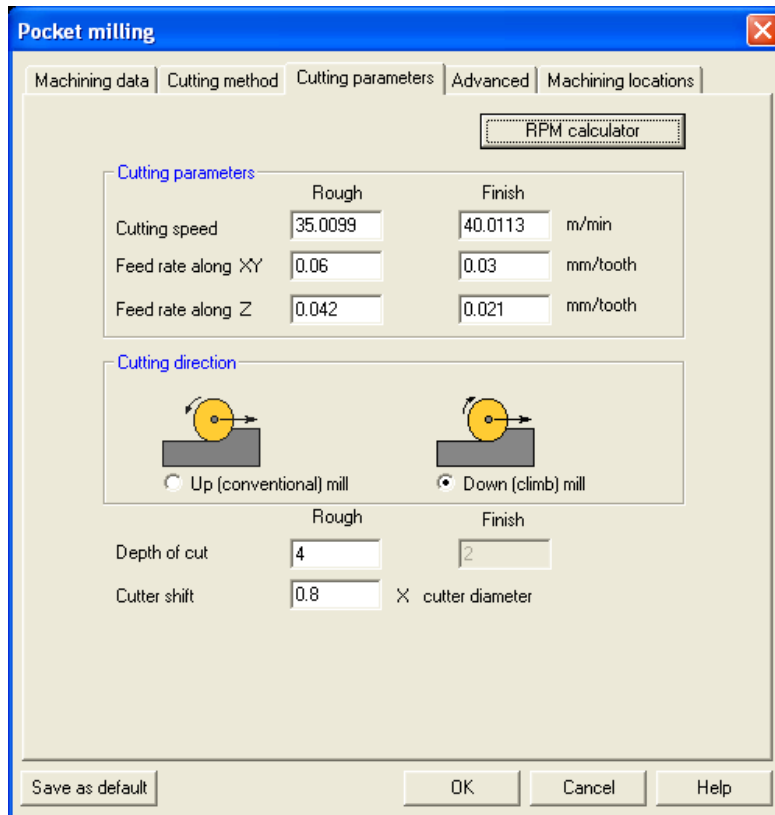 Pocket milling
Machining data Cutting method Cutting parameters Advanced Machining locations
RPM calculator
Cutting parameters
Rough Finish
Cutting speed 35.0099 40.0113 m/min
Feed rate along XY 0.06 0.03 mm/tooth
Feed rate along Z 0.042 0.021 mm/tooth
Cutting direction
Up (conventional) mill Down (climb) mill
Rough Finish
Depth of cut 4 2
Cutter shift 0.8 X cutter diameter
Save as default OK Cancel Help